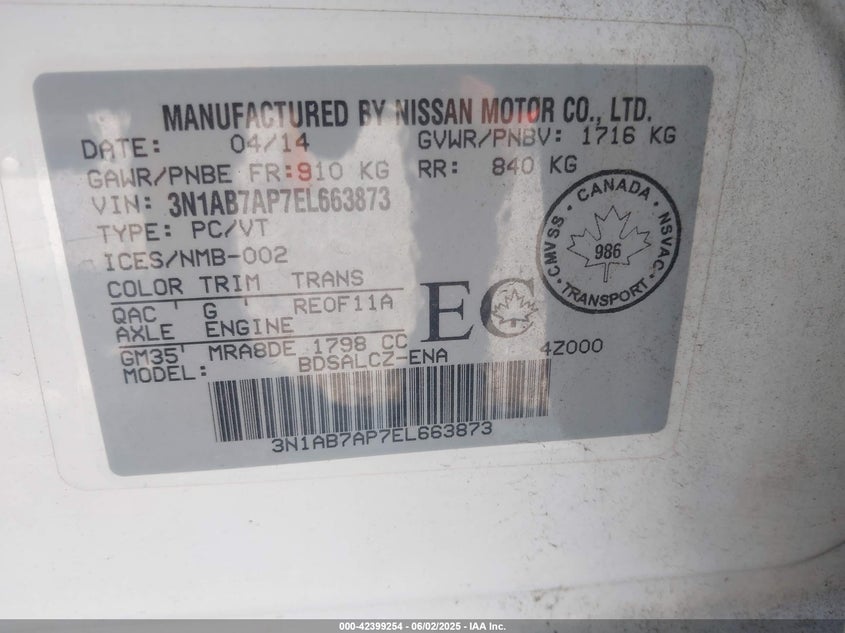 MANUFACTURED BY NISSAN MOTOR CO., LTD.
DATE: 04/14 GVWR/PNBV: 1716 KG
GAWR/PNBE FR:910 KG RR: 840 KG
VIN: 3N1AB7AP7EL663873
TYPE: PC/VT
ICES/NMB-002
COLOR TRIM TRANS
QAC ' G ' RE0F11A
AXLE ENGINE
GM35' MRA8DE 1798 CC
MODEL: BDSALCZ-ENA 4Z000
3N1AB7AP7EL663873
EC
CMVSS · CANADA · NSVAC · TRANSPORT ·
986
000-42399254 | 06/02/2025 - IAA Inc.